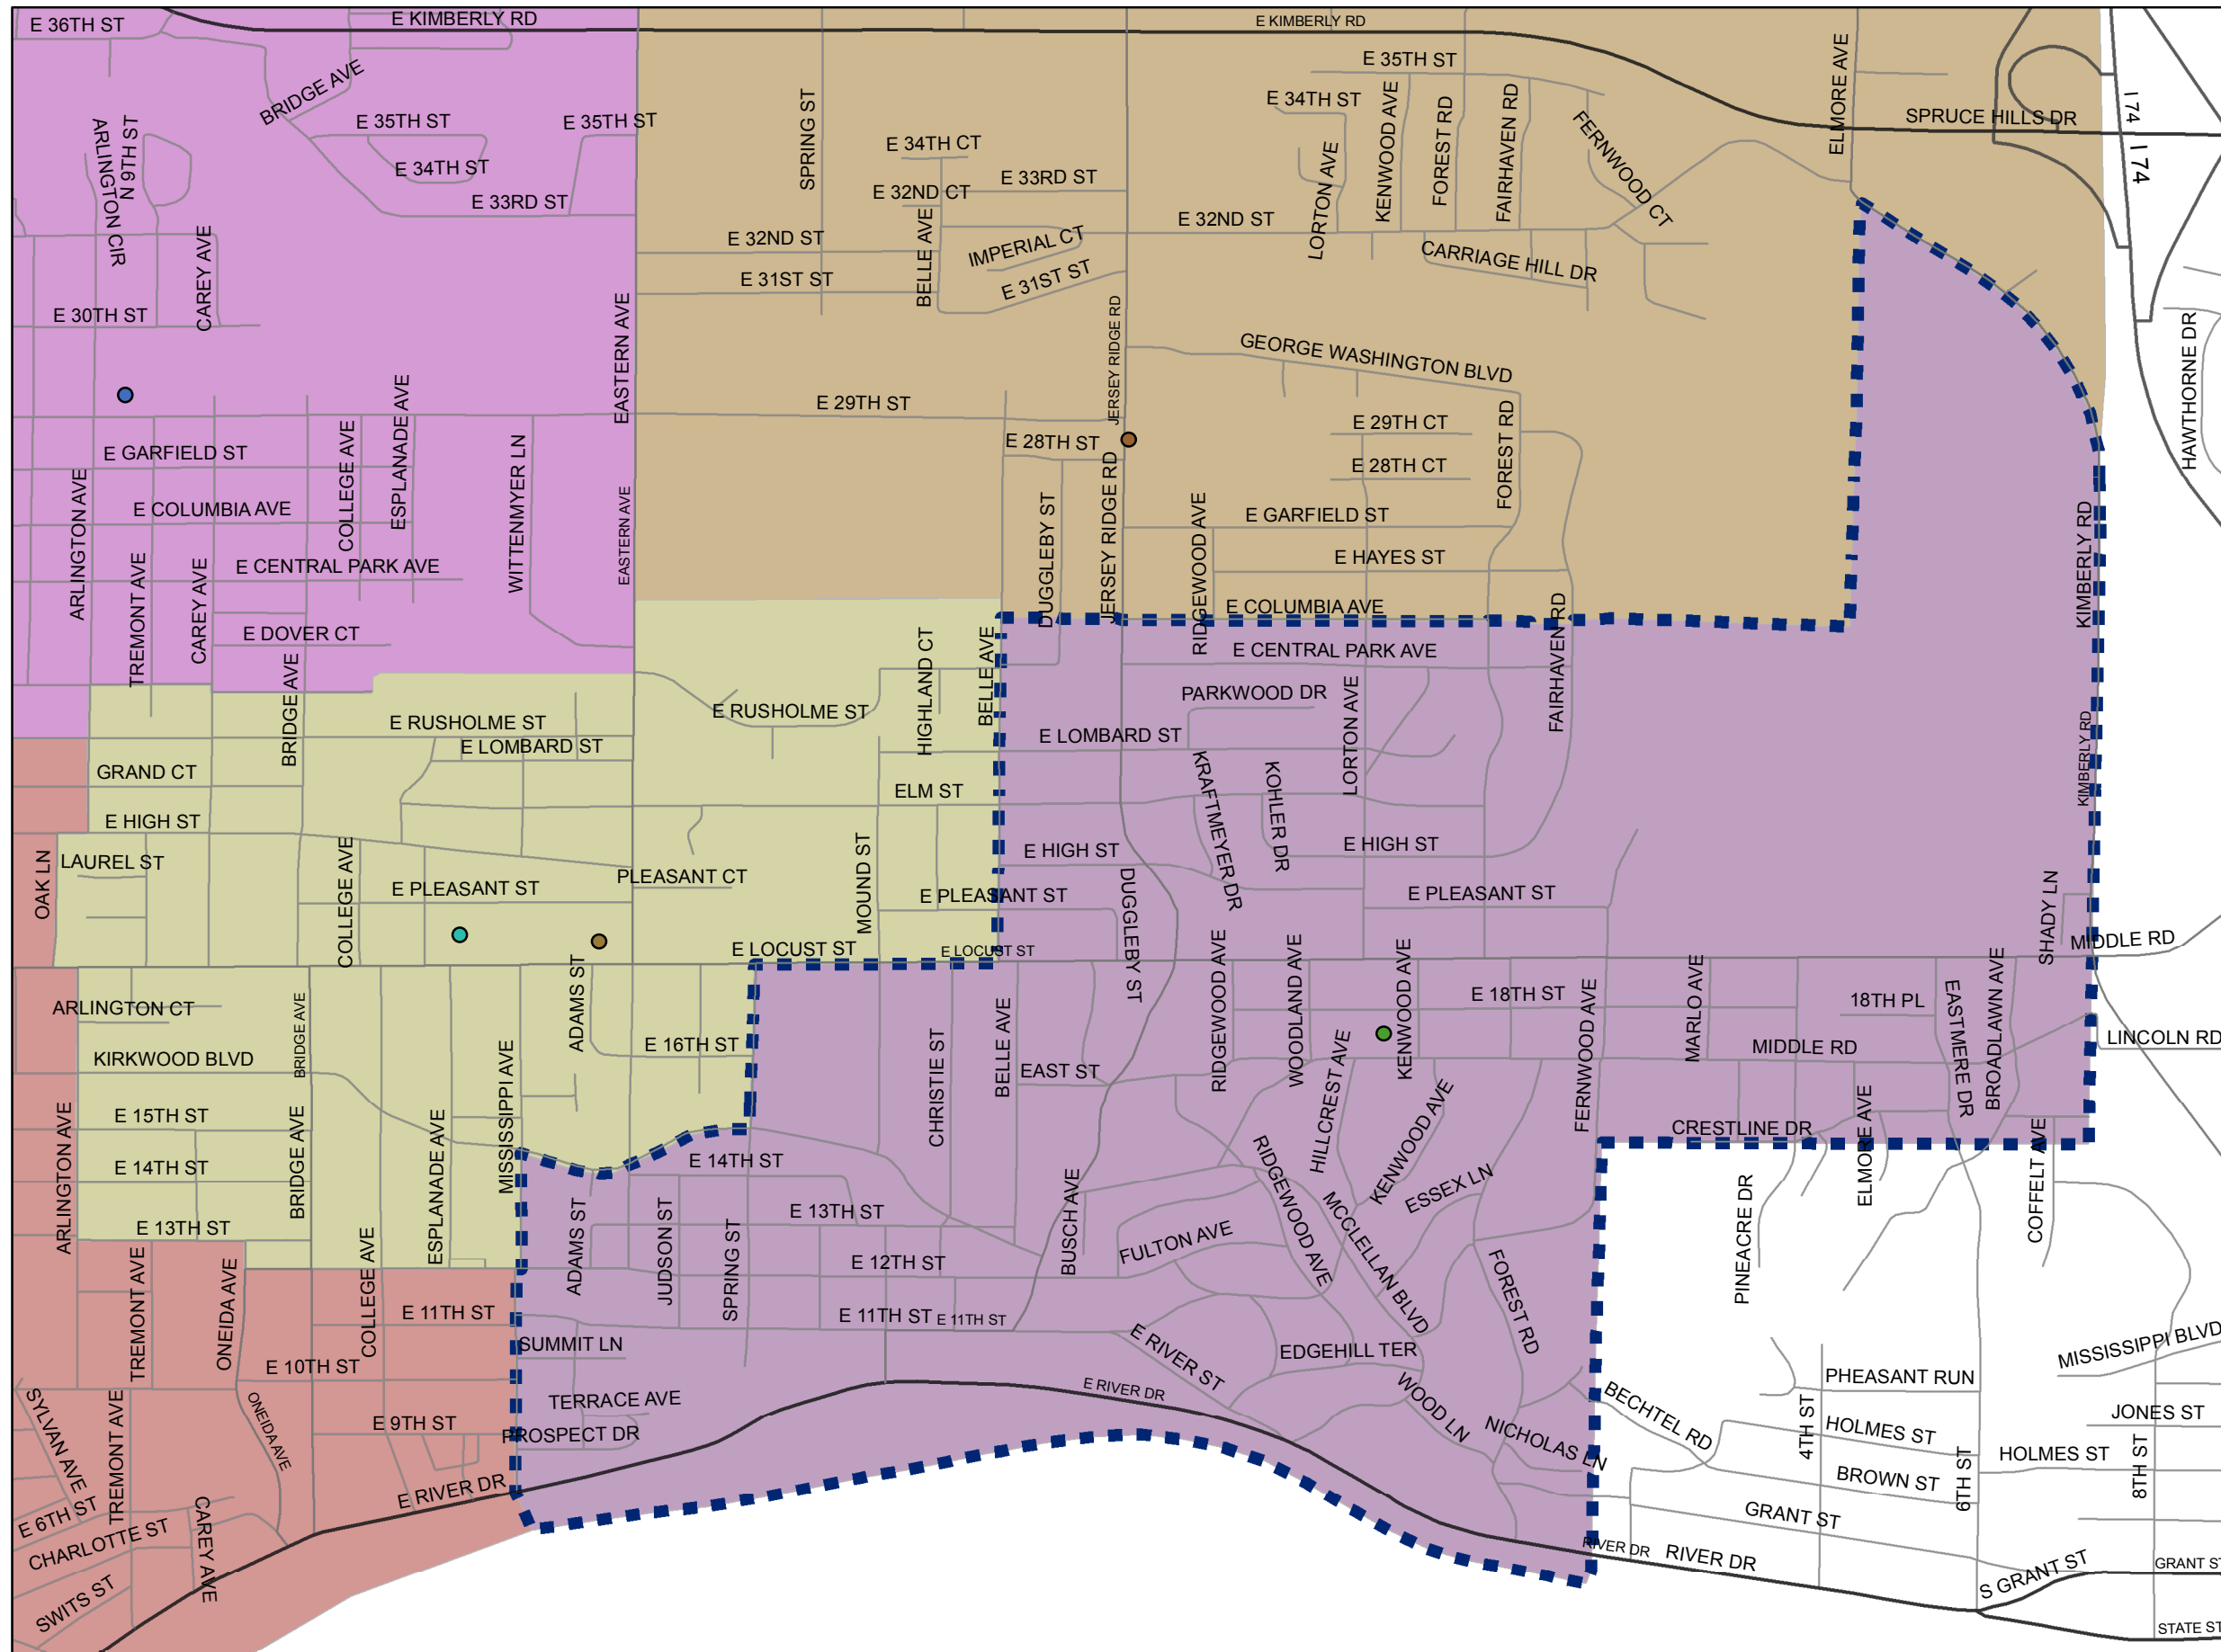 E 36TH ST
E KIMBERLY RD
E KIMBERLY RD
BRIDGE AVE
E 35TH ST
E 35TH ST
E 34TH ST
E 33RD ST
ARLINGTON CIR
N 9TH ST
CAREY AVE
E 30TH ST
SPRING ST
E 34TH CT
E 32ND CT
E 33RD ST
E 32ND ST
E 31ST ST
BELLE AVE
IMPERIAL CT
E 31ST ST
E 32ND ST
E 35TH ST
E 34TH ST
LORTON AVE
KENWOOD AVE
FOREST RD
FAIRHAVEN RD
FERNWOOD CT
CARRIAGE HILL DR
ELMORE AVE
SPRUCE HILLS DR
I 74
I 74
HAWTHORNE DR
EASTERN AVE
JERSEY RIDGE RD
GEORGE WASHINGTON BLVD
E 29TH ST
E 28TH ST
E 29TH CT
E 28TH CT
FOREST RD
E GARFIELD ST
E GARFIELD ST
E COLUMBIA AVE
E CENTRAL PARK AVE
E DOVER CT
ARLINGTON AVE
TREMONT AVE
CAREY AVE
COLLEGE AVE
ESPLANADE AVE
WITTENMYER LN
EASTERN AVE
DUGGLEBY ST
JERSEY RIDGE RD
RIDGEWOOD AVE
E HAYES ST
E COLUMBIA AVE
E CENTRAL PARK AVE
FAIRHAVEN RD
KIMBERLY RD
KIMBERLY RD
BRIDGE AVE
E RUSHOLME ST
E LOMBARD ST
E RUSHOLME ST
HIGHLAND CT
BELLE AVE
E LOMBARD ST
PARKWOOD DR
LORTON AVE
KRAFTMEYER DR
KOHLER DR
GRAND CT
E HIGH ST
LAUREL ST
OAK LN
ELM ST
E HIGH ST
E HIGH ST
COLLEGE AVE
E PLEASANT ST
PLEASANT CT
MOUND ST
E PLEASANT ST
E PLEASANT ST
DUGGLEBY ST
E LOCUST ST
E LOCUST ST
SHADY LN
MIDDLE RD
ARLINGTON CT
KIRKWOOD BLVD
BRIDGE AVE
ADAMS ST
E 16TH ST
MISSISSIPPI AVE
CHRISTIE ST
BELLE AVE
EAST ST
RIDGEWOOD AVE
WOODLAND AVE
HILLCREST AVE
KENWOOD AVE
KENWOOD AVE
E 18TH ST
FERNWOOD AVE
MARLO AVE
18TH PL
MIDDLE RD
EASTMERE DR
BROADLAWN AVE
LINCOLN RD
CRESTLINE DR
ELMORE AVE
COFFELT AVE
PINEACRE DR
E 15TH ST
E 14TH ST
E 13TH ST
ARLINGTON AVE
BRIDGE AVE
ESPLANADE AVE
COLLEGE AVE
E 14TH ST
E 13TH ST
E 12TH ST
E 11TH ST
E 11TH ST
ADAMS ST
JUDSON ST
SPRING ST
BUSCH AVE
FULTON AVE
RIDGEWOOD AVE
MCCLELLAN BLVD
ESSEX LN
FOREST RD
TREMONT AVE
ONEIDA AVE
E 11TH ST
E 10TH ST
E 9TH ST
ONEIDA AVE
SUMMIT LN
TERRACE AVE
PROSPECT DR
E RIVER DR
E RIVER DR
E RIVER ST
EDGEHILL TER
WOOD LN
NICHOLAS LN
BECHTEL RD
SYLVAN AVE
TREMONT AVE
E 6TH ST
CHARLOTTE ST
SWITS ST
CAREY AVE
MISSISSIPPI BLVD
PHEASANT RUN
4TH ST
HOLMES ST
BROWN ST
GRANT ST
6TH ST
HOLMES ST
JONES ST
8TH ST
RIVER DR
RIVER DR
S GRANT ST
GRANT ST
STATE ST